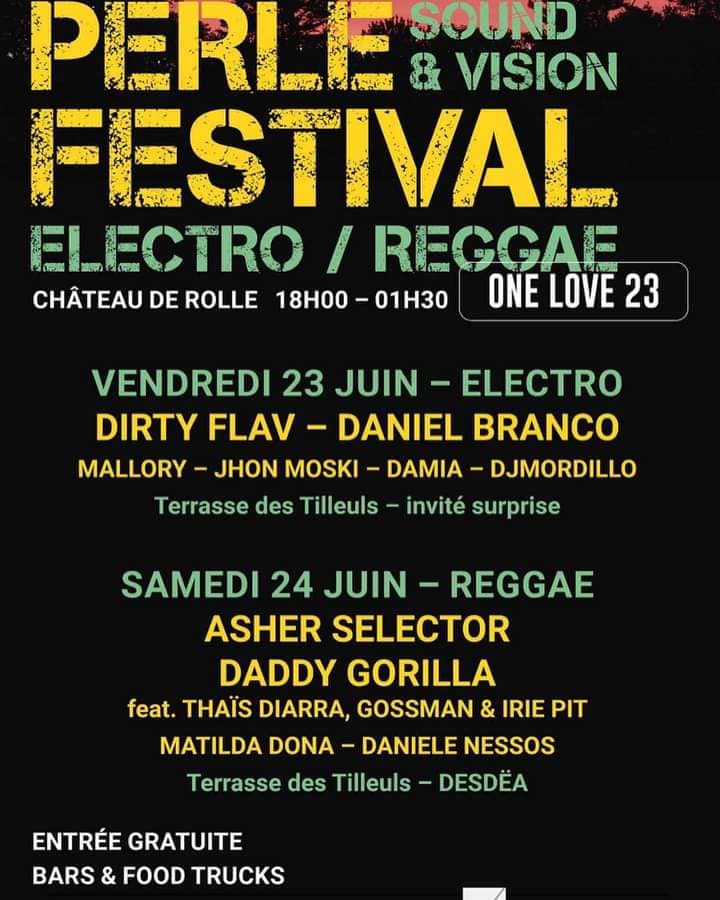 PERLE SOUND
& VISION
FESTIVAL
ELECTRO / REGGAE
CHÂTEAU DE ROLLE 18H00 – 01H30 ONE LOVE 23
VENDREDI 23 JUIN – ELECTRO
DIRTY FLAV – DANIEL BRANCO
MALLORY – JHON MOSKI – DAMIA – DJMORDILLO
Terrasse des Tilleuls – invité surprise
SAMEDI 24 JUIN – REGGAE
ASHER SELECTOR
DADDY GORILLA
feat. THAÏS DIARRA, GOSSMAN & IRIE PIT
MATILDA DONA – DANIELE NESSOS
Terrasse des Tilleuls – DESDËA
ENTRÉE GRATUITE
BARS & FOOD TRUCKS